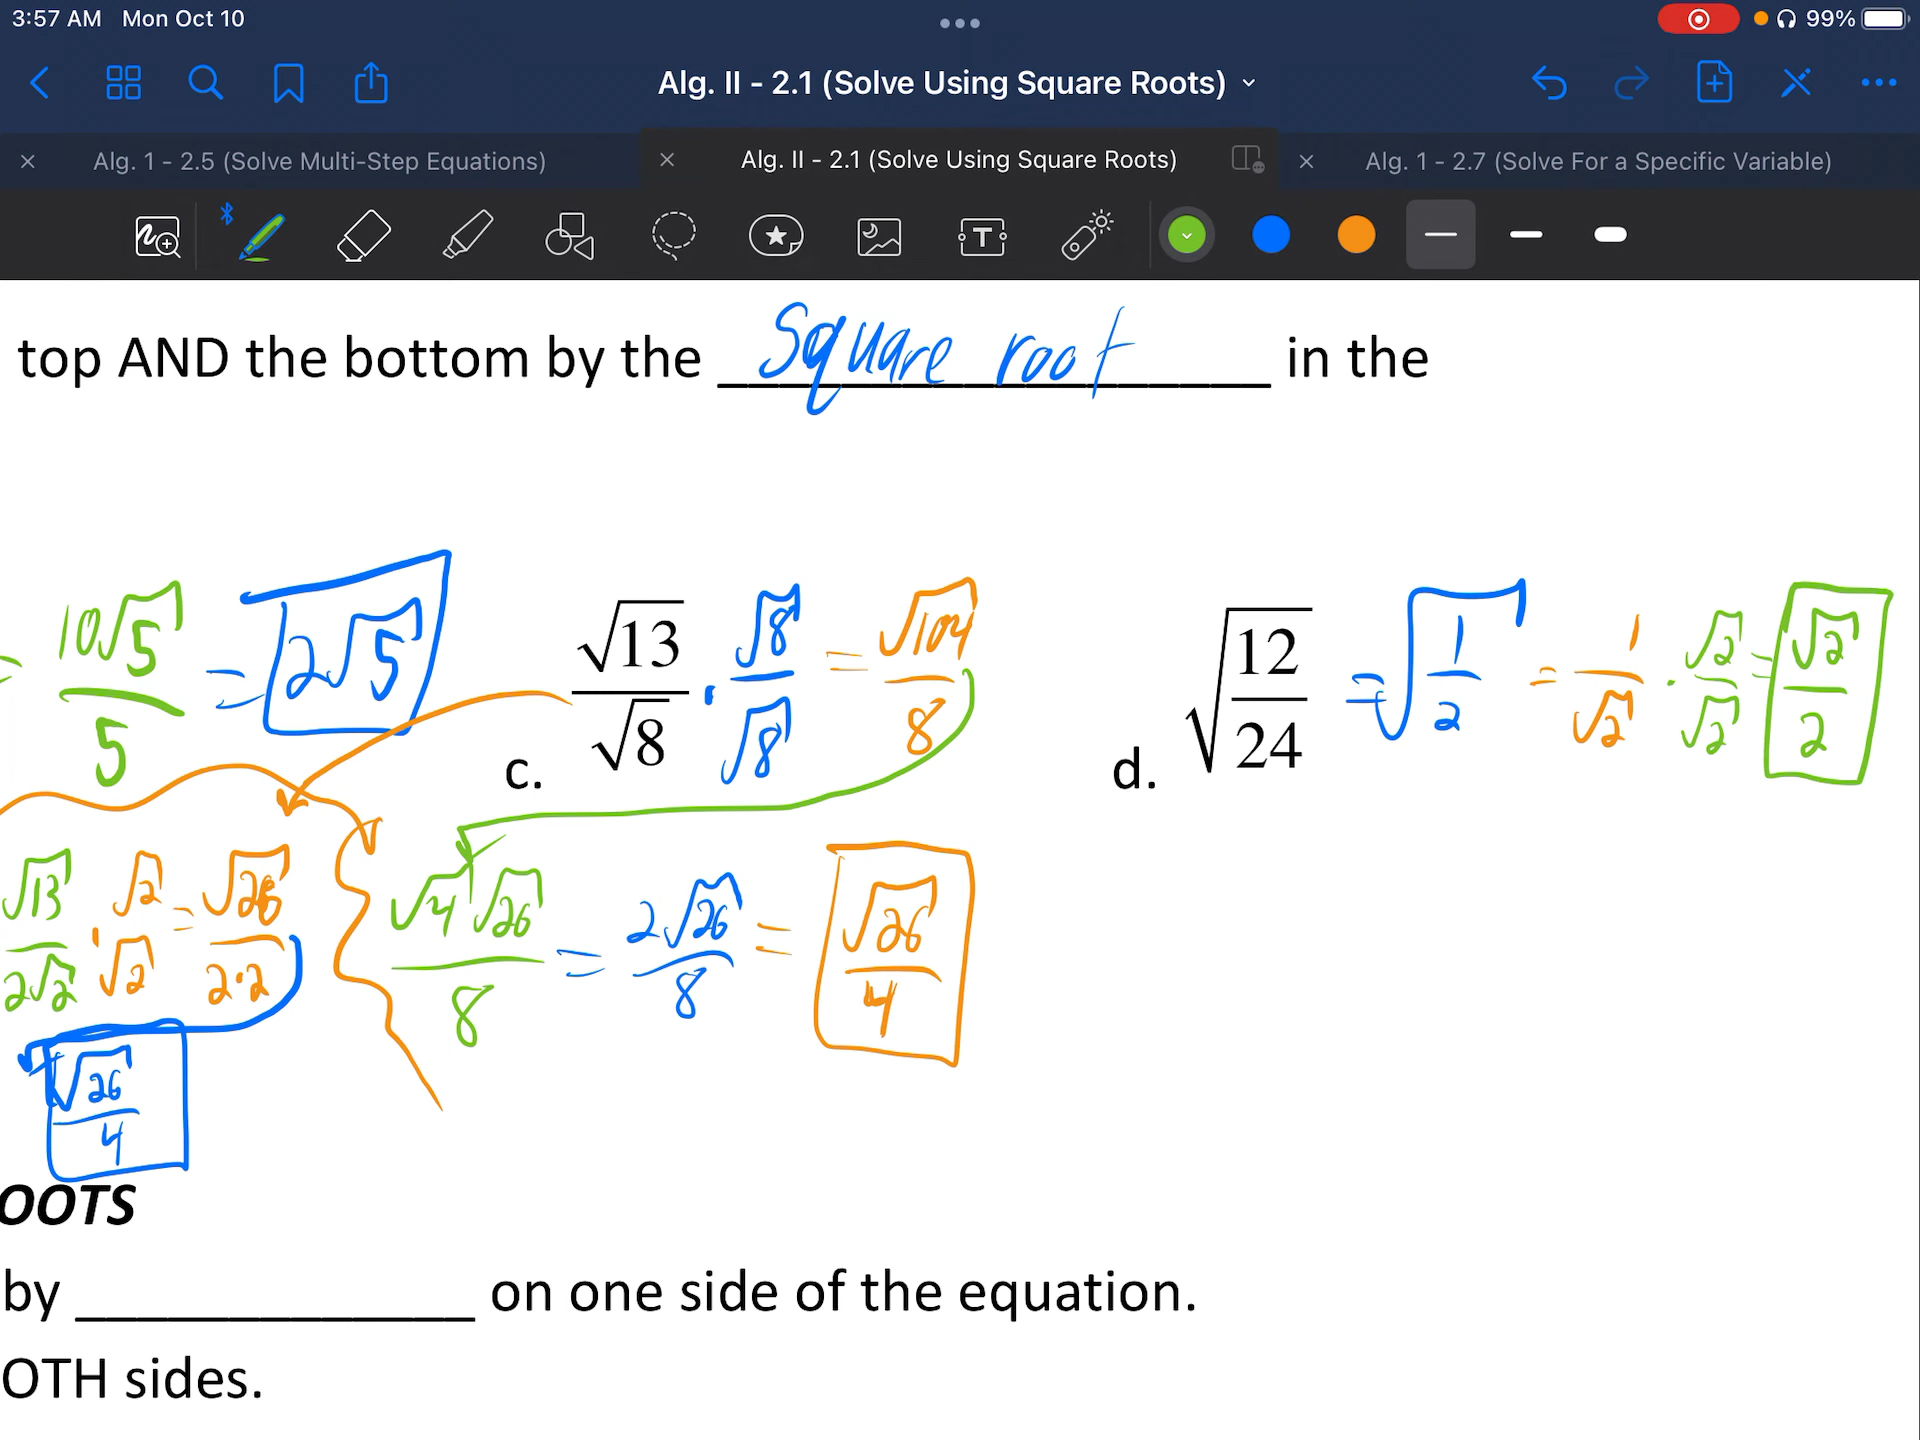 3:57 AM Mon Oct 10
99%
Alg. II - 2.1 (Solve Using Square Roots)
Alg. 1 - 2.5 (Solve Multi-Step Equations)
Alg. II - 2.1 (Solve Using Square Roots)
Alg. 1 - 2.7 (Solve For a Specific Variable)
top AND the bottom by the Square root in the
= 10√5/5 = 2√5
c. √13/√8 · √8/√8 = √104/8
d. √(12/24) = √(1/2) = 1/√2 · √2/√2 = √2/2
√13/2√2 · √2/√2 = √26/2·2
√4 √26/8 = 2√26/8 = √26/4
√26/4
OOTS
by ____________ on one side of the equation.
OTH sides.